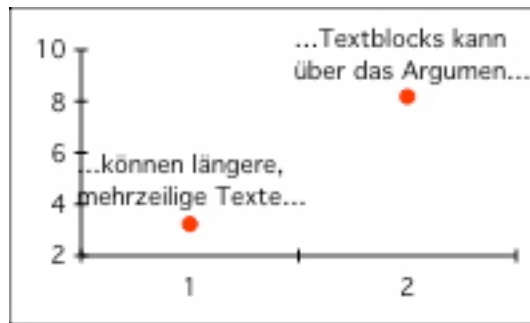 ...Textblocks kann
über das Argumen...
10
8
6
...können längere,
mehrzeilige Texte...
4
2
1 2